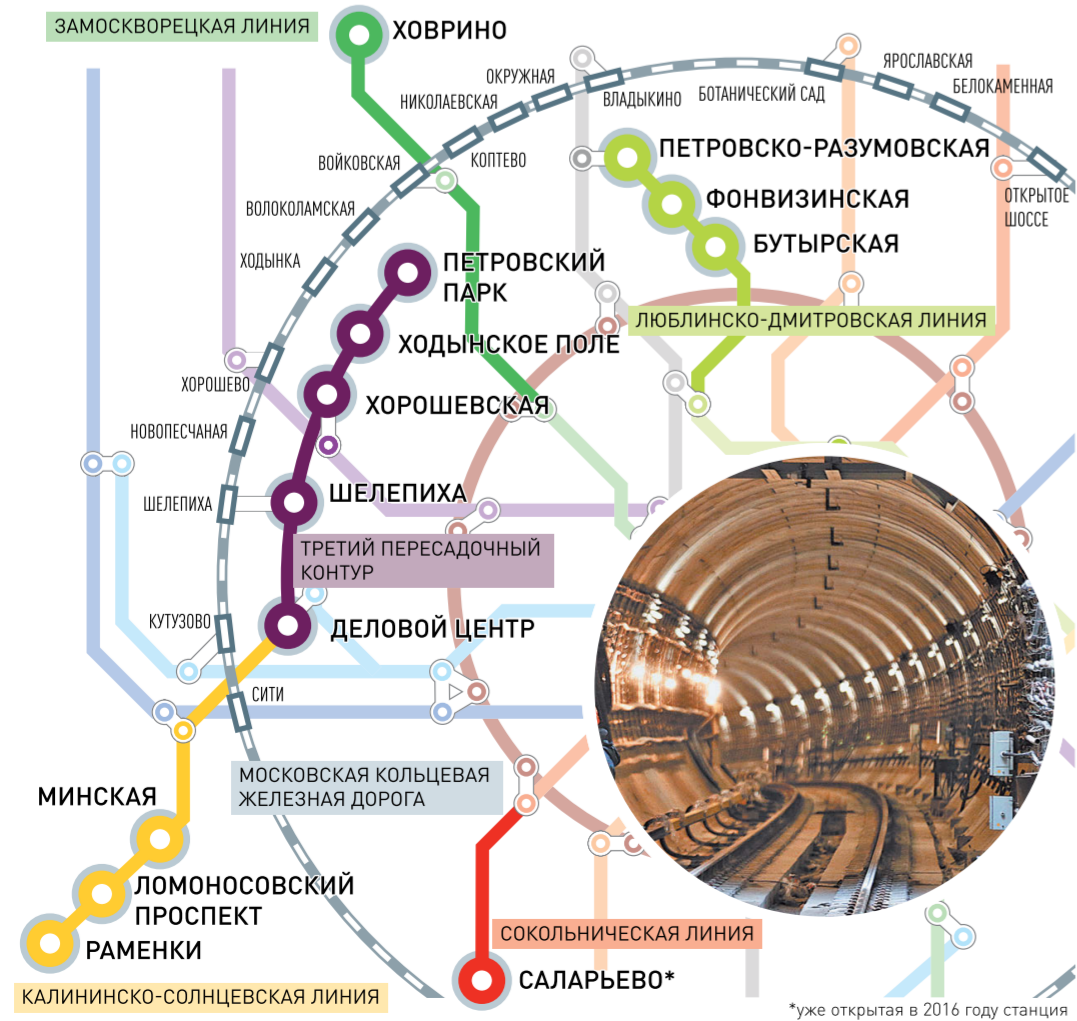 ЗАМОСКВОРЕЦКАЯ ЛИНИЯ
ХОВРИНО
ЯРОСЛАВСКАЯ
ОКРУЖНАЯ
БЕЛОКАМЕННАЯ
НИКОЛАЕВСКАЯ
ВЛАДЫКИНО
БОТАНИЧЕСКИЙ САД
ВОЙКОВСКАЯ
КОПТЕВО
ПЕТРОВСКО-РАЗУМОВСКАЯ
ОТКРЫТОЕ
ШОССЕ
ФОНВИЗИНСКАЯ
ВОЛОКОЛАМСКАЯ
БУТЫРСКАЯ
ХОДЫНКА
ПЕТРОВСКИЙ
ПАРК
ЛЮБЛИНСКО-ДМИТРОВСКАЯ ЛИНИЯ
ХОДЫНСКОЕ ПОЛЕ
ХОРОШЕВО
ХОРОШЕВСКАЯ
НОВОПЕСЧАНАЯ
ШЕЛЕПИХА
ШЕЛЕПИХА
ТРЕТИЙ ПЕРЕСАДОЧНЫЙ
КОНТУР
КУТУЗОВО
ДЕЛОВОЙ ЦЕНТР
СИТИ
МОСКОВСКАЯ КОЛЬЦЕВАЯ
ЖЕЛЕЗНАЯ ДОРОГА
МИНСКАЯ
ЛОМОНОСОВСКИЙ
ПРОСПЕКТ
РАМЕНКИ
СОКОЛЬНИЧЕСКАЯ ЛИНИЯ
САЛАРЬЕВО*
КАЛИНИНСКО-СОЛНЦЕВСКАЯ ЛИНИЯ
*уже открытая в 2016 году станция